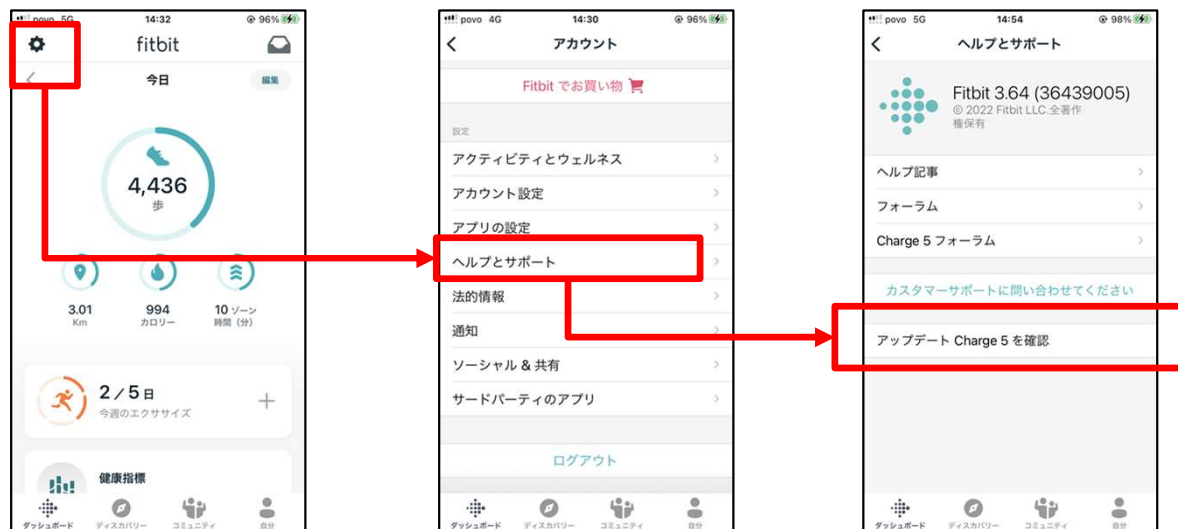 povo 5G 14:32 96%
fitbit
今日 編集
4,436
歩
3.01 994 10 ゾーン
Km カロリー 時間（分）
2 / 5 日
今週のエクササイズ
健康指標
ダッシュボード ディスカバリー コミュニティ 自分
povo 4G 14:30 96%
アカウント
Fitbit でお買い物
設定
アクティビティとウェルネス
アカウント設定
アプリの設定
ヘルプとサポート
法的情報
通知
ソーシャル & 共有
サードパーティのアプリ
ログアウト
ダッシュボード ディスカバリー コミュニティ 自分
povo 5G 14:54 98%
ヘルプとサポート
Fitbit 3.64 (36439005)
© 2022 Fitbit LLC.全著作
権保有
ヘルプ記事
フォーラム
Charge 5 フォーラム
カスタマーサポートに問い合わせてください
アップデート Charge 5 を確認
ダッシュボード ディスカバリー コミュニティ 自分